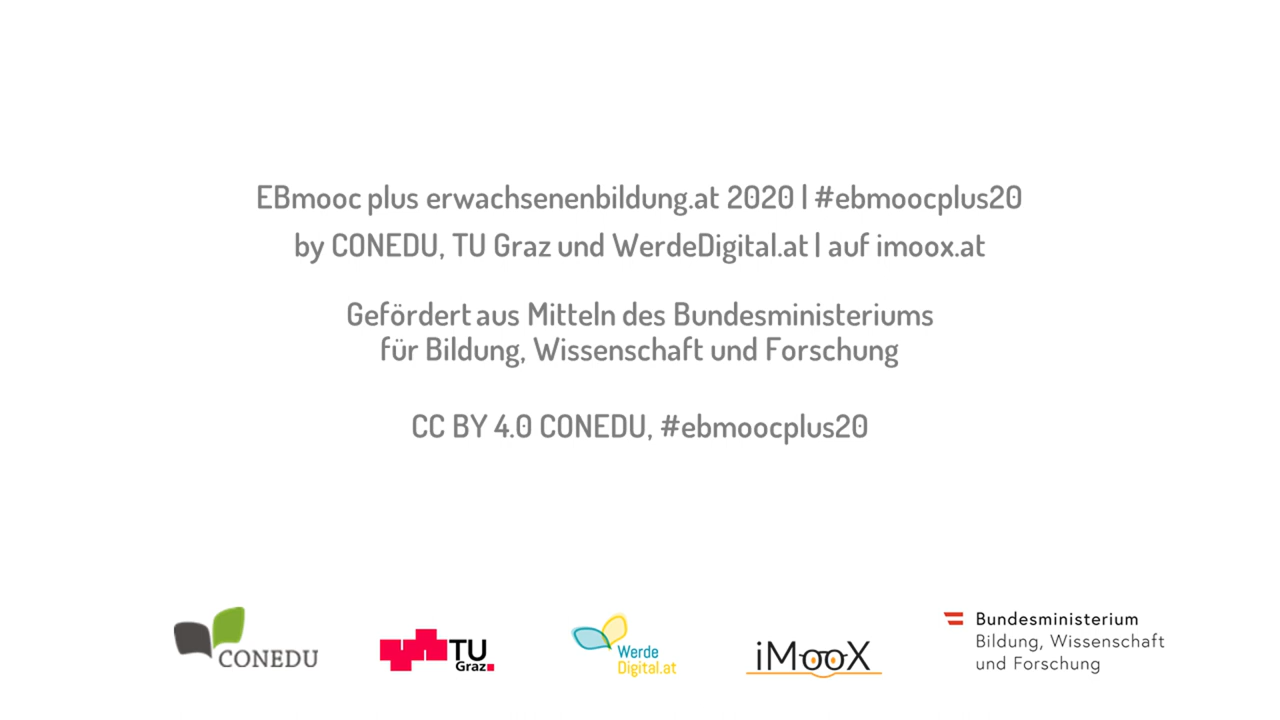 EBmooc plus erwachsenenbildung.at 2020 | #ebmoocplus20
by CONEDU, TU Graz und WerdeDigital.at | auf imoox.at
Gefördert aus Mitteln des Bundesministeriums
für Bildung, Wissenschaft und Forschung
CC BY 4.0 CONEDU, #ebmoocplus20
CONEDU
TU
Graz
Werde
Digital.at
iMooX
Bundesministerium
Bildung, Wissenschaft
und Forschung